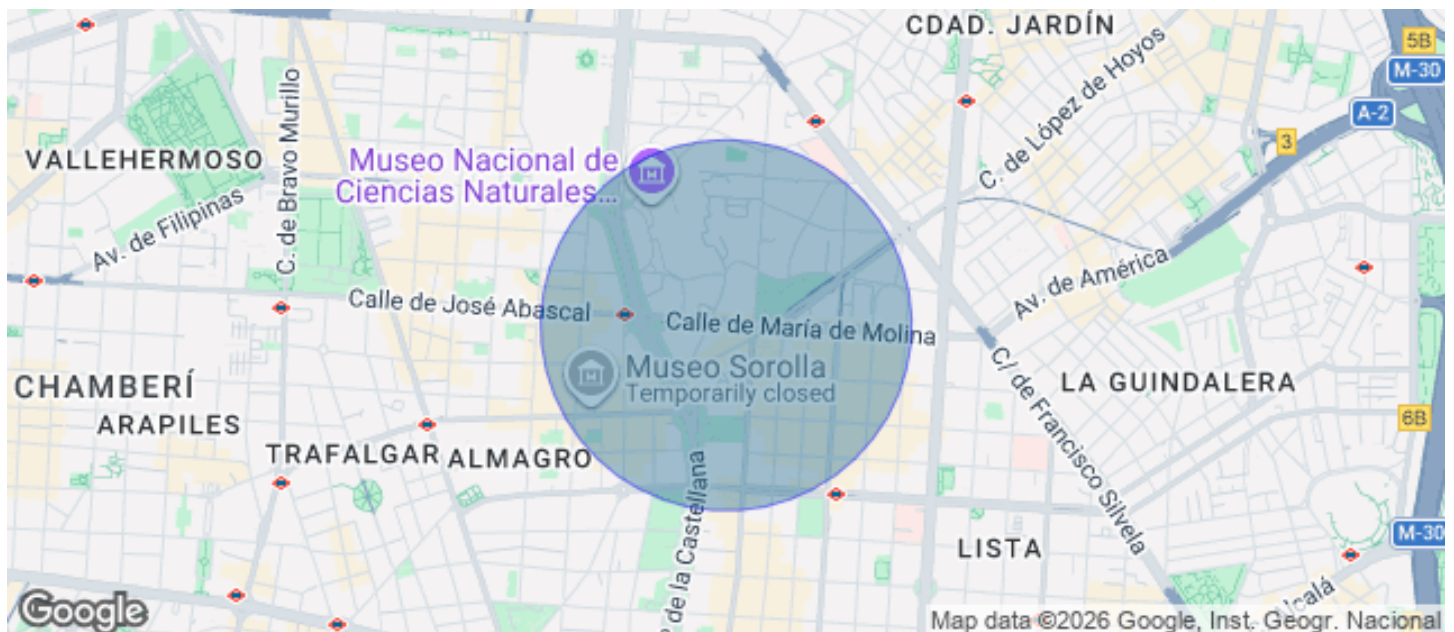 CDAD. JARDÍN
5B
M-30
A-2
3
C. de López de Hoyos
VALLEHERMOSO
C. de Bravo Murillo
Museo Nacional de
Ciencias Naturales...
Av. de Filipinas
Av. de América
Calle de José Abascal
Calle de María de Molina
Museo Sorolla
Temporarily closed
CHAMBERÍ
ARAPILES
LA GUINDALERA
6B
TRAFALGAR
ALMAGRO
C/ de Francisco Silvela
de la Castellana
LISTA
M-30
Google
Map data ©2026 Google, Inst. Geogr. Nacional